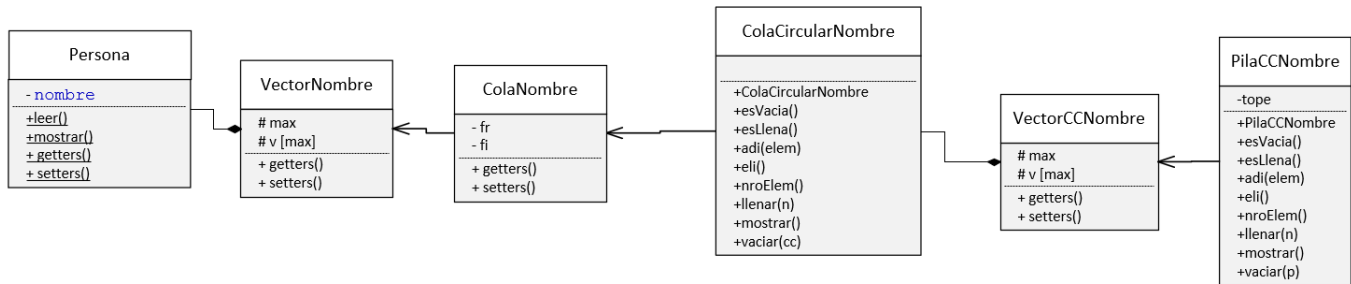 Persona
- nombre
+leer()
+mostrar()
+ getters()
+ setters()
VectorNombre
# max
# v [max]
+ getters()
+ setters()
ColaNombre
- fr
- fi
+ getters()
+ setters()
ColaCircularNombre
+ColaCircularNombre
+esVacia()
+esLlena()
+adi(elem)
+eli()
+nroElem()
+llenar(n)
+mostrar()
+vaciar(cc)
VectorCCNombre
# max
# v [max]
+ getters()
+ setters()
PilaCCNombre
-tope
+PilaCCNombre
+esVacia()
+esLlena()
+adi(elem)
+eli()
+nroElem()
+llenar(n)
+mostrar()
+vaciar(p)